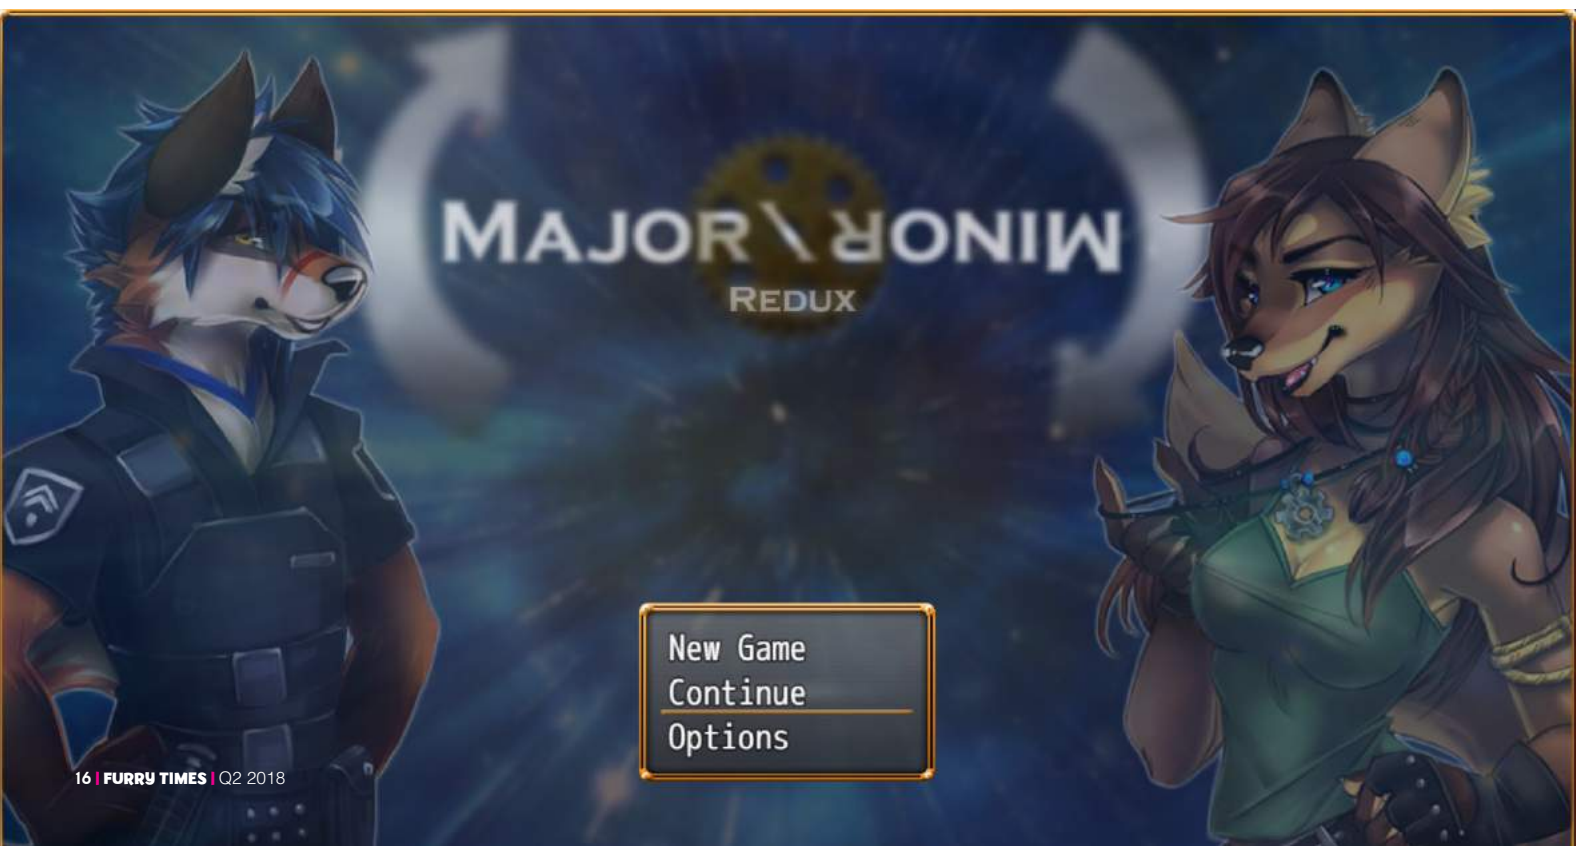 MAJOR \ MINOR
REDUX
New Game
Continue
Options
16 | FURRY TIMES | Q2 2018